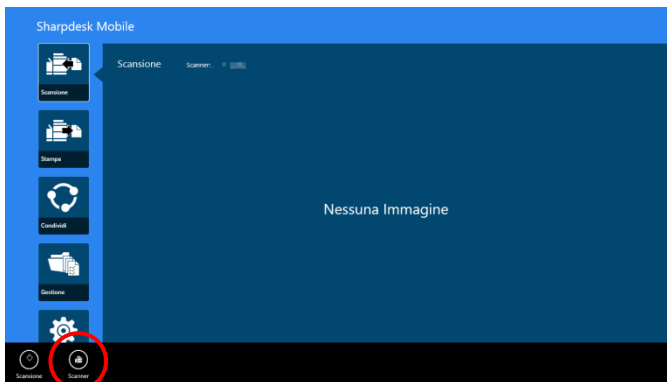 Sharpdesk Mobile
Scansione
Scansione Scanner:
Stampa
Condividi
Nessuna Immagine
Gestione
Scansione Scanner